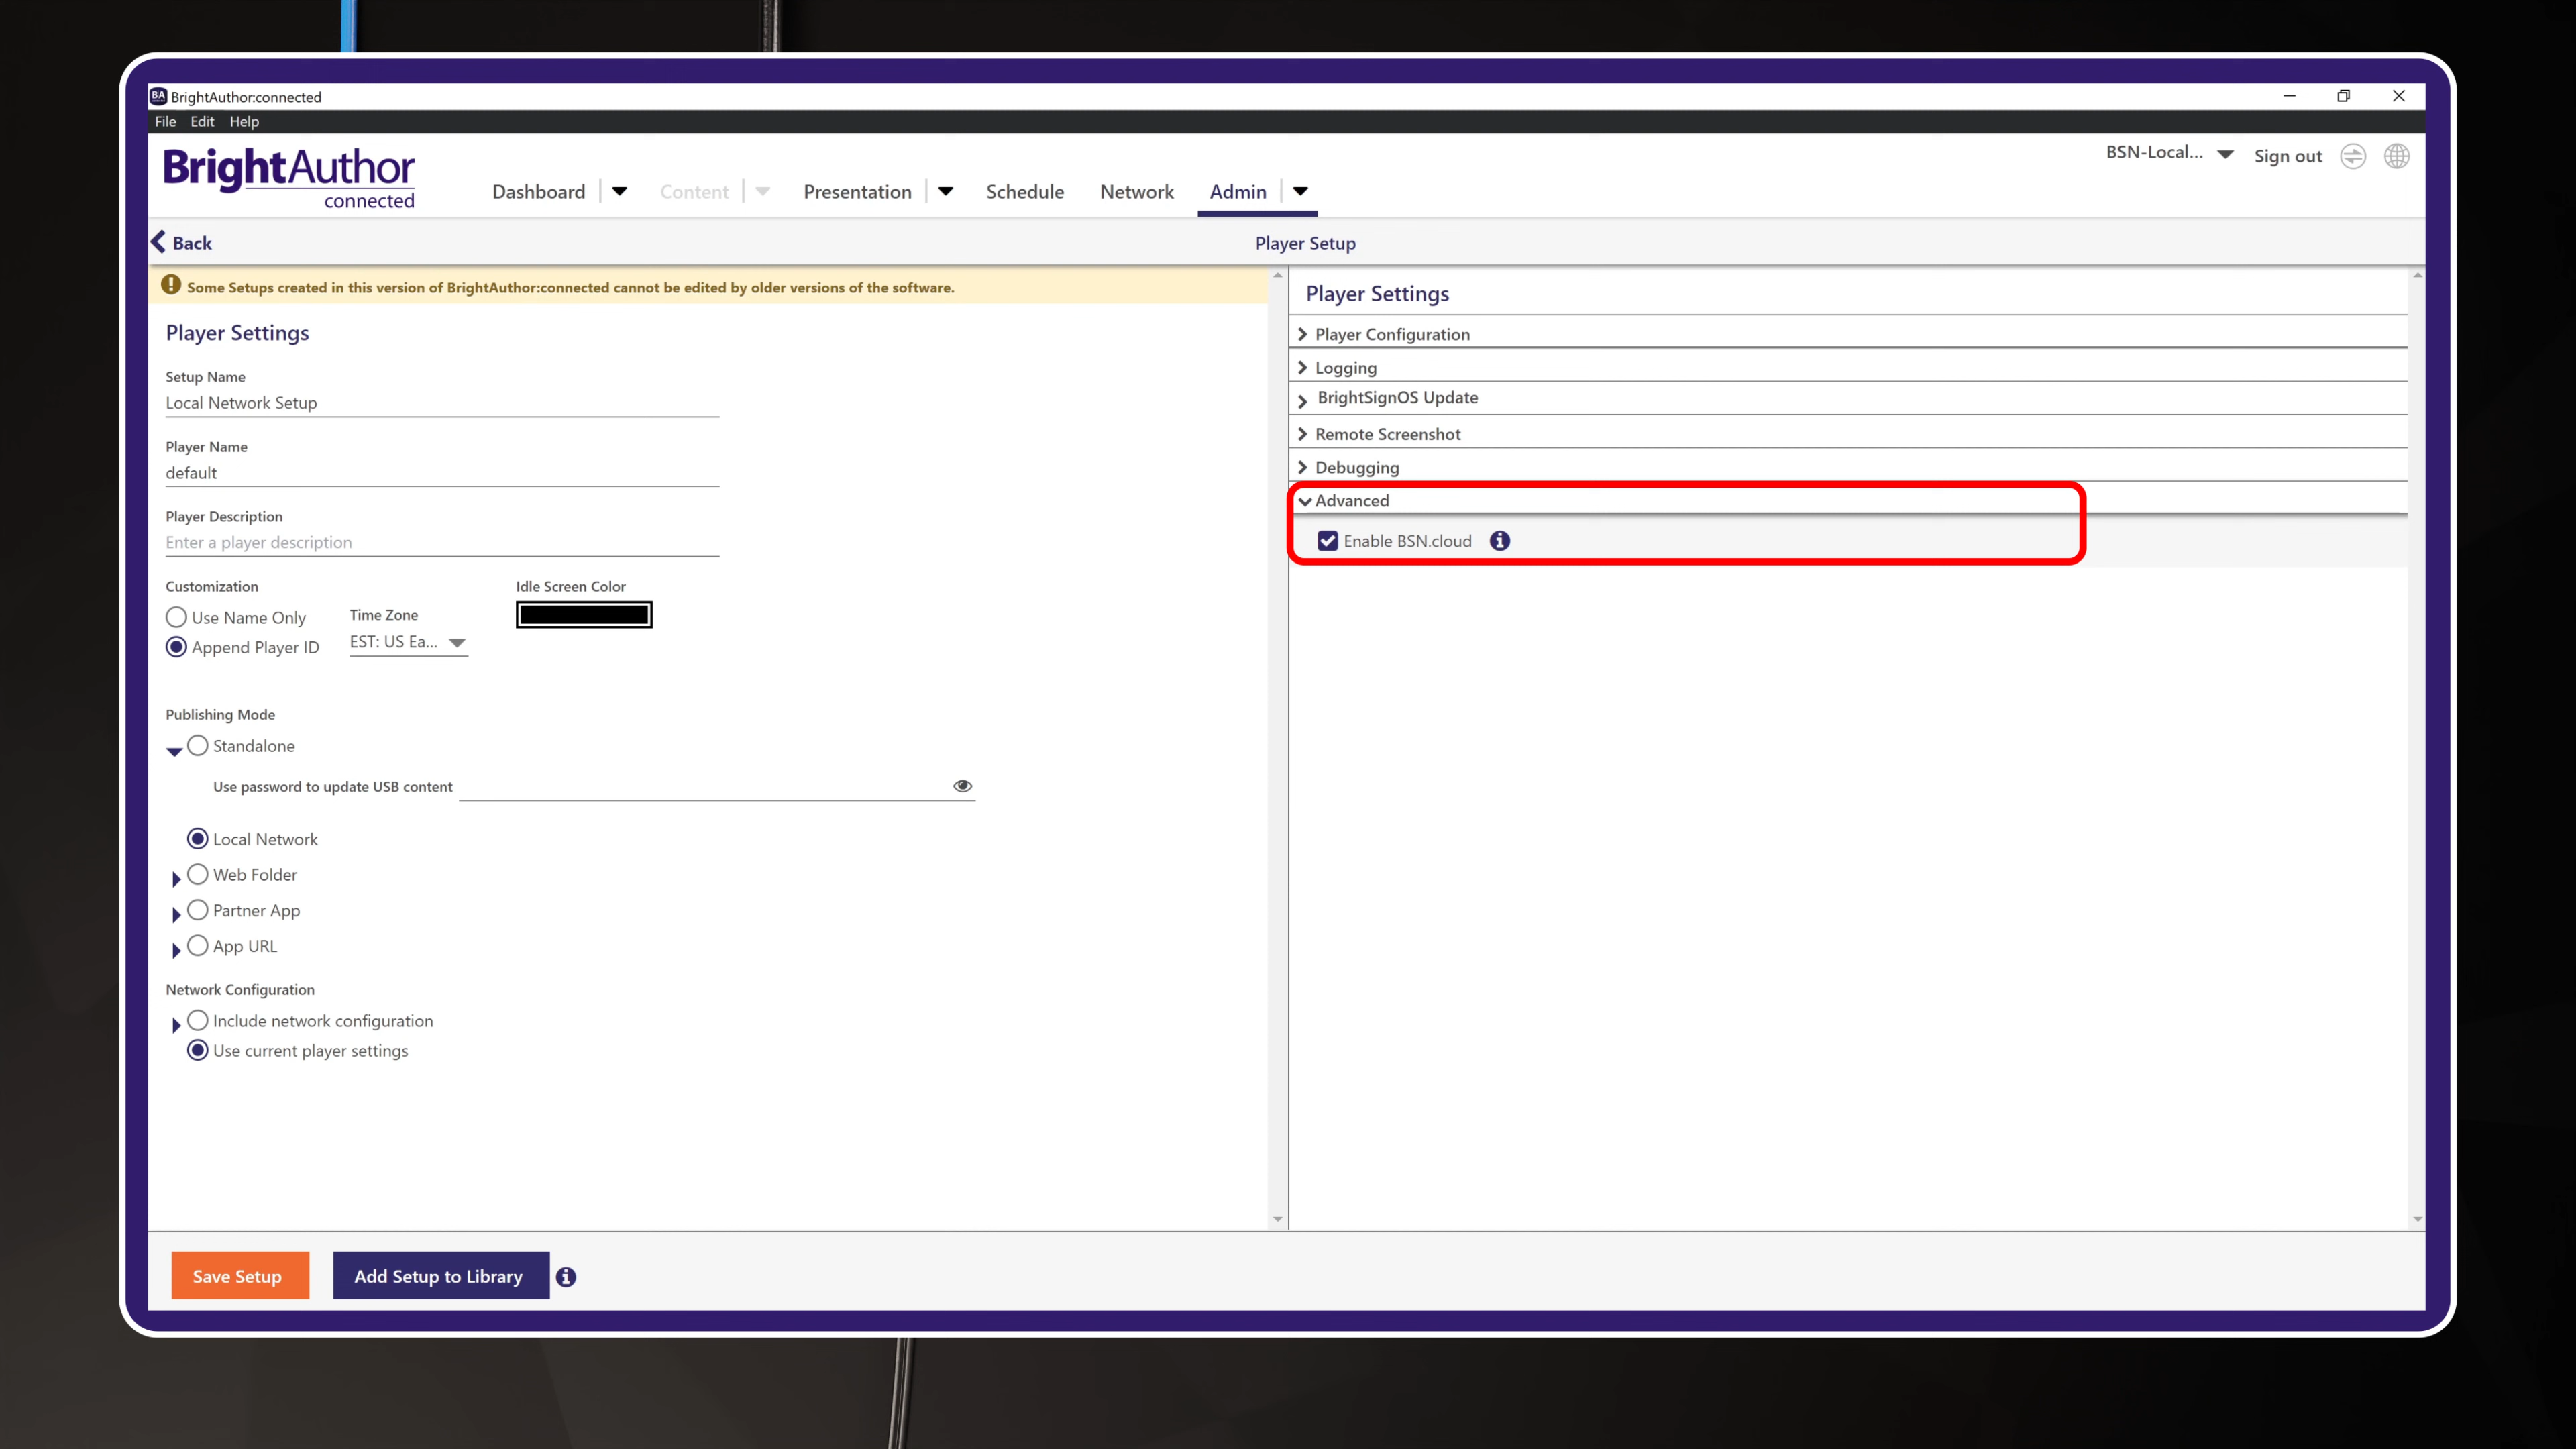 BA BrightAuthor:connected
File Edit Help
BrightAuthor
connected
Dashboard Content Presentation Schedule Network Admin
BSN-Local... Sign out
Back
Player Setup
Some Setups created in this version of BrightAuthor:connected cannot be edited by older versions of the software.
Player Settings
Setup Name
Local Network Setup
Player Name
default
Player Description
Enter a player description
Customization
Use Name Only
Append Player ID
Time Zone
EST: US Ea...
Idle Screen Color
Publishing Mode
Standalone
Use password to update USB content
Local Network
Web Folder
Partner App
App URL
Network Configuration
Include network configuration
Use current player settings
Player Settings
Player Configuration
Logging
BrightSignOS Update
Remote Screenshot
Debugging
Advanced
Enable BSN.cloud
Save Setup
Add Setup to Library